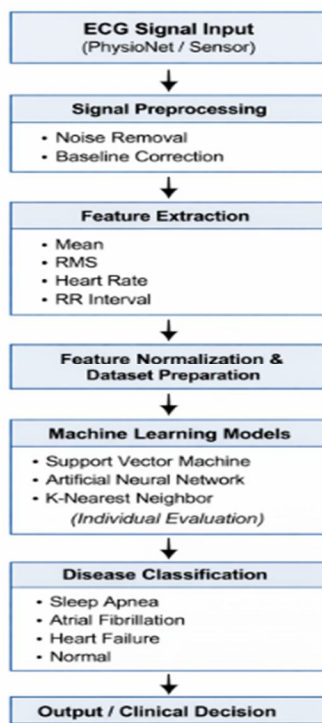 ECG Signal Input
(PhysioNet / Sensor)
Signal Preprocessing
• Noise Removal
• Baseline Correction
Feature Extraction
• Mean
• RMS
• Heart Rate
• RR Interval
Feature Normalization &
Dataset Preparation
Machine Learning Models
• Support Vector Machine
• Artificial Neural Network
• K-Nearest Neighbor
(Individual Evaluation)
Disease Classification
• Sleep Apnea
• Atrial Fibrillation
• Heart Failure
• Normal
Output / Clinical Decision